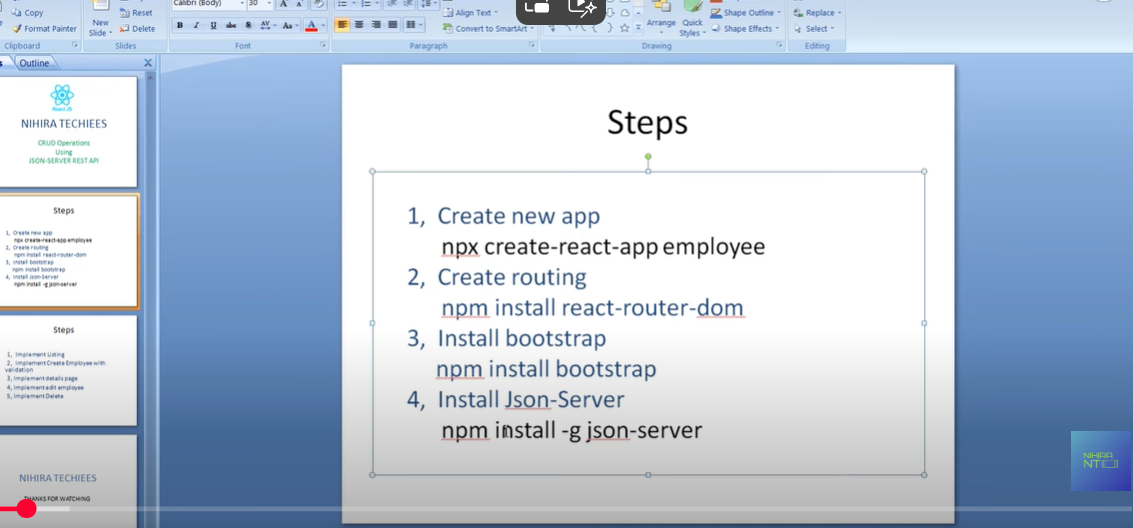 Copy
Format Painter
Clipboard
New
Slide
Reset
Delete
Slides
Calibri (Body)
30
B I U abc S AV Aa A
Font
Paragraph
Align Text
Convert to SmartArt
Arrange
Quick
Styles
Shape Outline
Shape Effects
Drawing
Replace
Select
Editing
Outline
React JS
NIHIRA TECHIEES
CRUD Operations
Using
JSON-SERVER REST API
Steps
1, Create new app
npx create-react-app employee
2, Create routing
npm install react-router-dom
3, Install bootstrap
npm install bootstrap
4, Install Json-Server
npm install -g json-server
Steps
1, Implement Listing
2, Implement Create Employee with
validation
3, Implement details page
4, Implement edit employee
5, Implement Delete
NIHIRA TECHIEES
THANKS FOR WATCHING
Steps
1, Create new app
npx create-react-app employee
2, Create routing
npm install react-router-dom
3, Install bootstrap
npm install bootstrap
4, Install Json-Server
npm install -g json-server
NIHIRA
NT